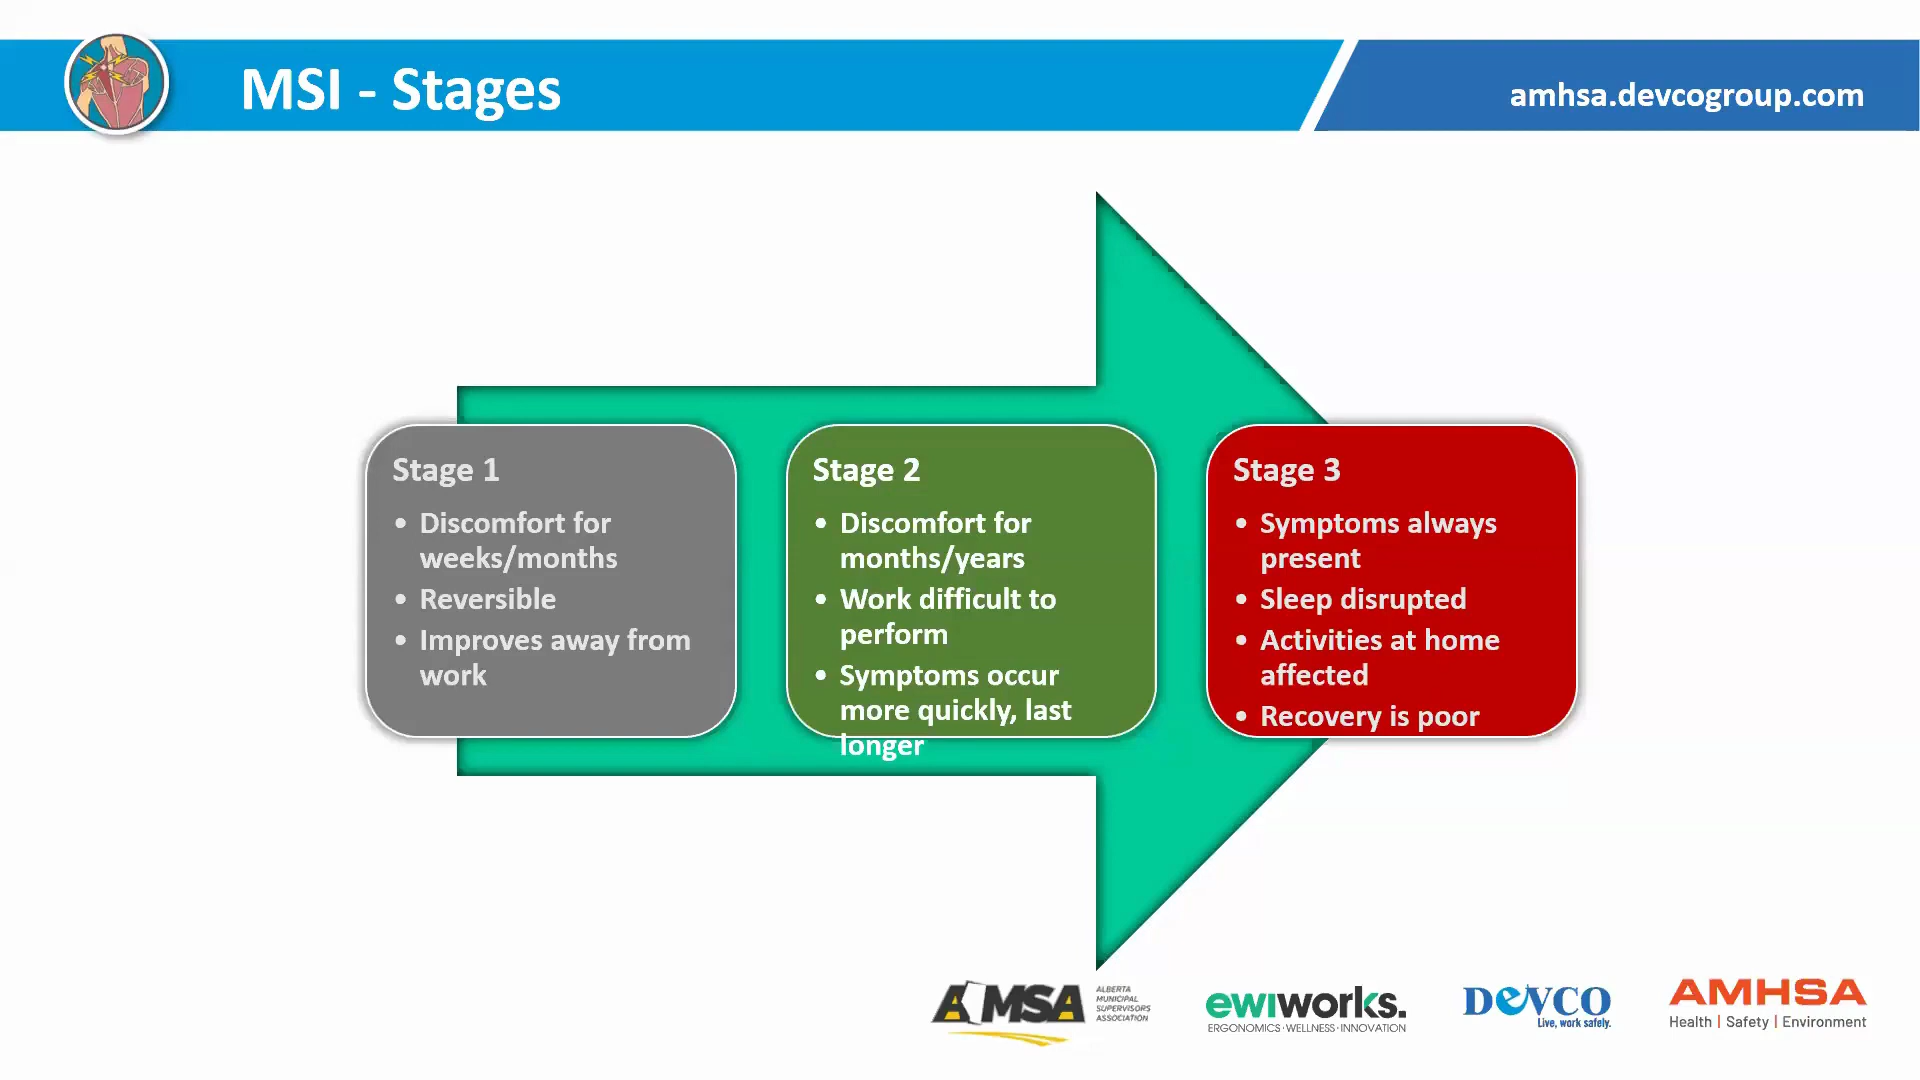 MSI - Stages
amhsa.devcogroup.com
Stage 1
• Discomfort for
weeks/months
• Reversible
• Improves away from
work
Stage 2
• Discomfort for
months/years
• Work difficult to
perform
• Symptoms occur
more quickly, last
longer
Stage 3
• Symptoms always
present
• Sleep disrupted
• Activities at home
affected
• Recovery is poor
AMSA
ALBERTA
MUNICIPAL
SUPERVISORS
ASSOCIATION
ewiworks.
ERGONOMICS·WELLNESS·INNOVATION
DEVCO
Live, work safely.
AMHSA
Health | Safety | Environment